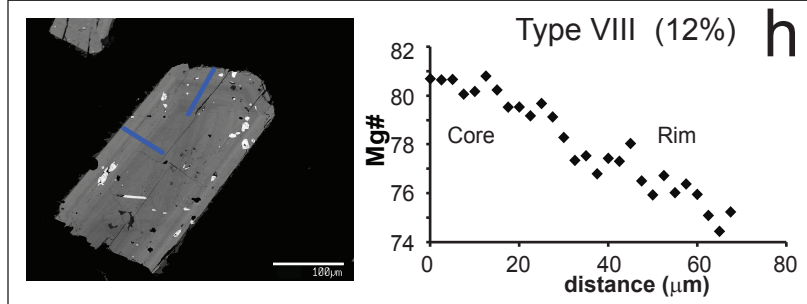 Type VIII (12%) h
82
80
78
76
74
Mg#
Core
Rim
0 20 40 60 80
distance (μm)
100μm